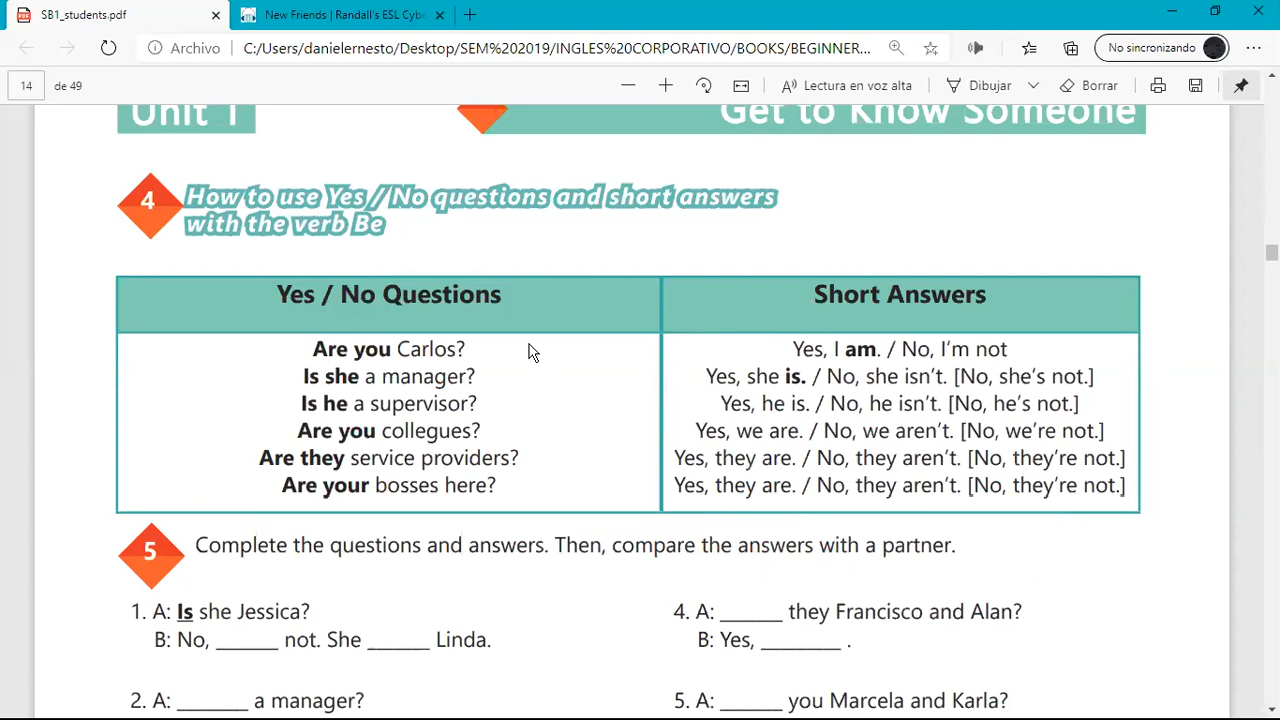 SB1_students.pdf
New Friends | Randall's ESL Cybe
Archivo
C:/Users/danielernesto/Desktop/SEM%202019/INGLES%20CORPORATIVO/BOOKS/BEGINNER...
No sincronizando
14 de 49
Lectura en voz alta
Dibujar
Borrar
Unit 1
Get to Know Someone
4
How to use Yes / No questions and short answers
with the verb Be
Yes / No Questions
Short Answers
Are you Carlos?
Yes, I am. / No, I'm not
Is she a manager?
Yes, she is. / No, she isn't. [No, she's not.]
Is he a supervisor?
Yes, he is. / No, he isn't. [No, he's not.]
Are you collegues?
Yes, we are. / No, we aren't. [No, we're not.]
Are they service providers?
Yes, they are. / No, they aren't. [No, they're not.]
Are your bosses here?
Yes, they are. / No, they aren't. [No, they're not.]
5
Complete the questions and answers. Then, compare the answers with a partner.
1. A: Is she Jessica?
B: No, ______ not. She ______ Linda.
2. A: _______ a manager?
4. A: ______ they Francisco and Alan?
B: Yes, ________ .
5. A: ______ you Marcela and Karla?